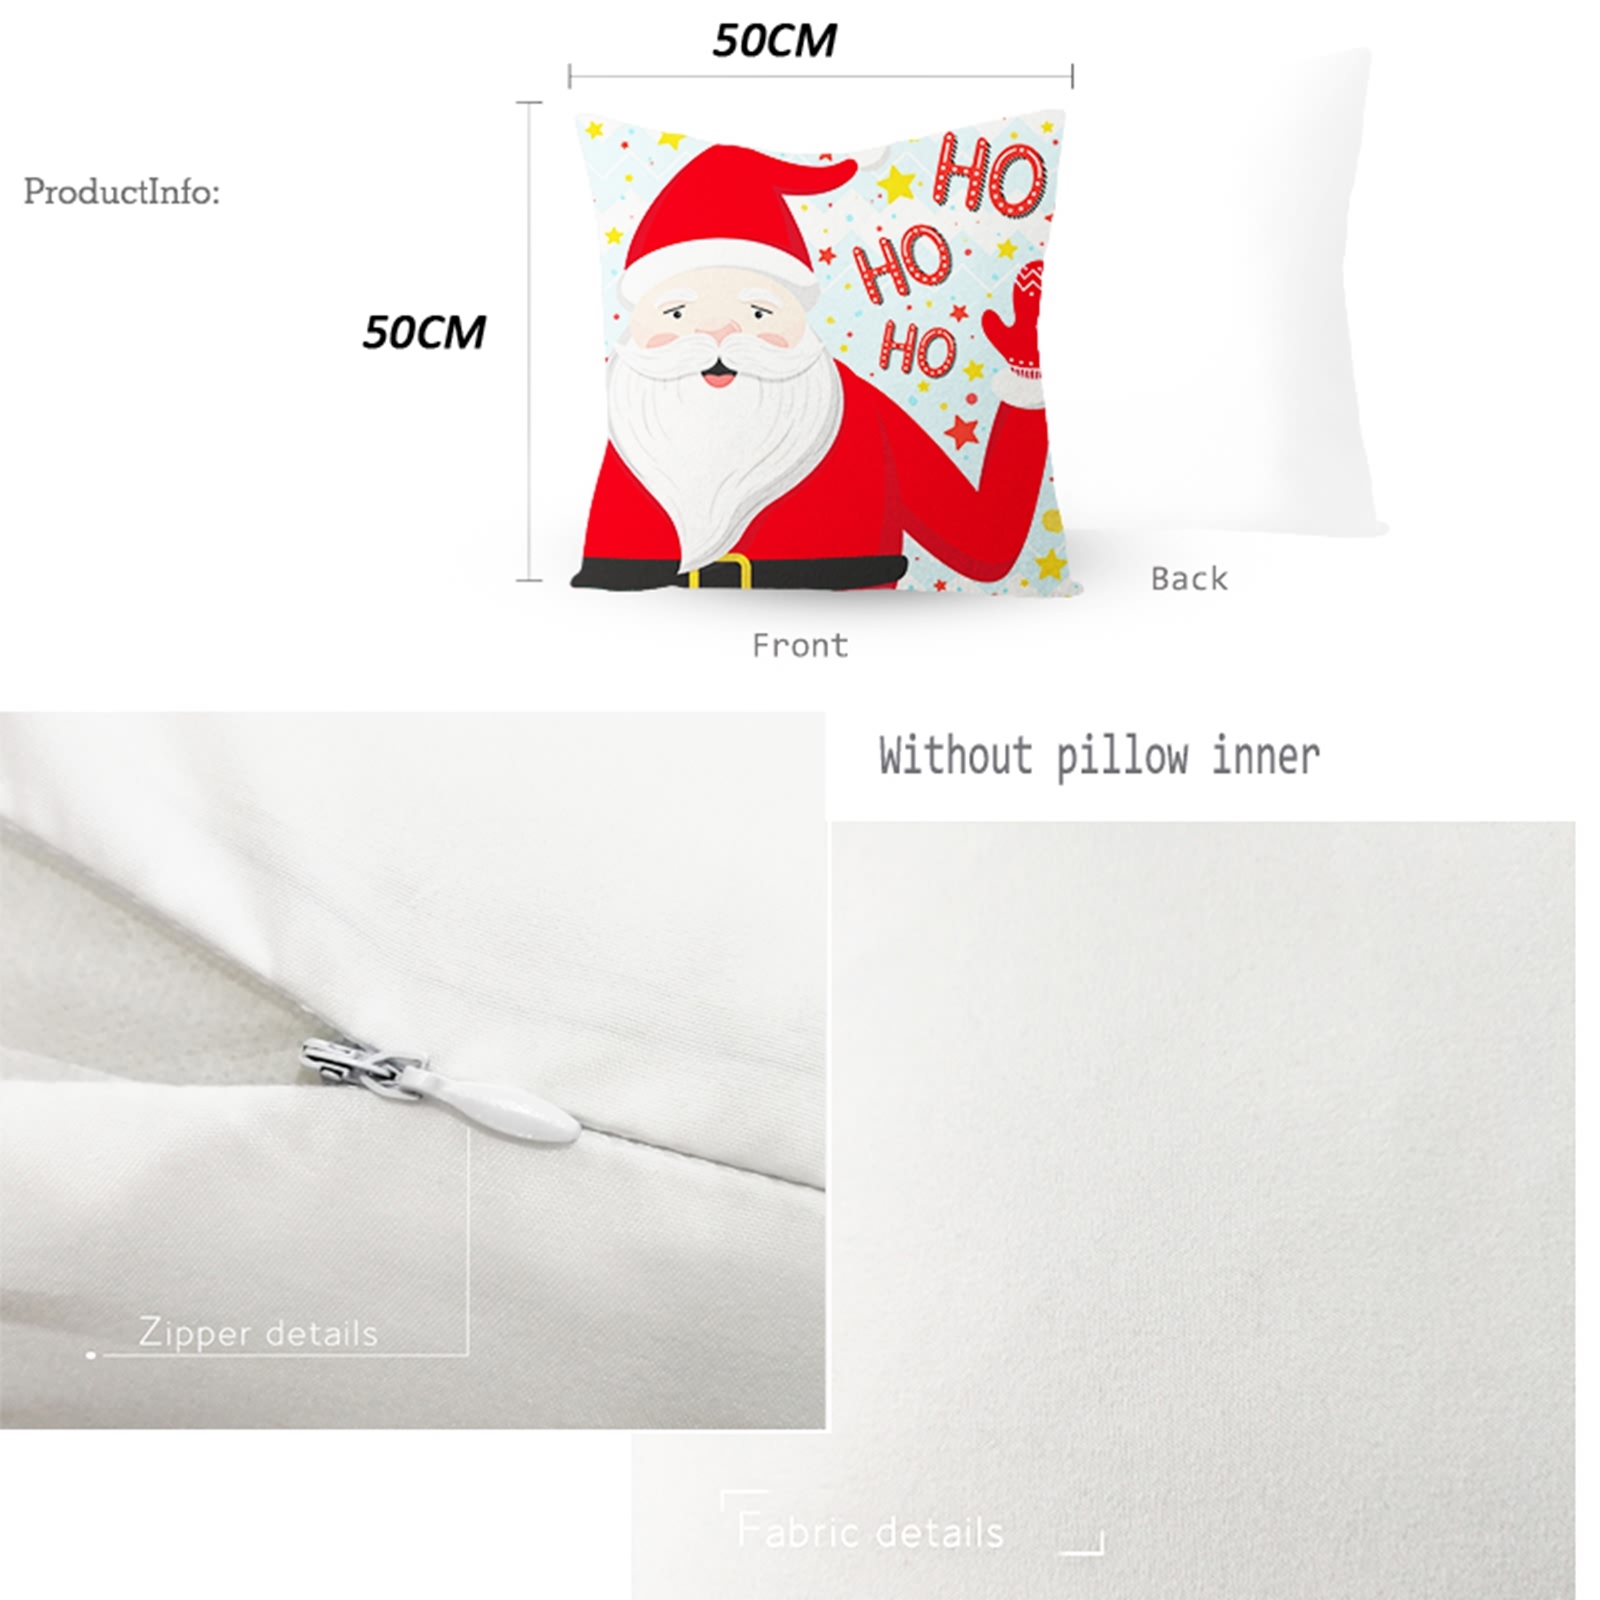 50CM
ProductInfo:
50CM
HO
HO
HO
Back
Front
Without pillow inner
Zipper details
Fabric details